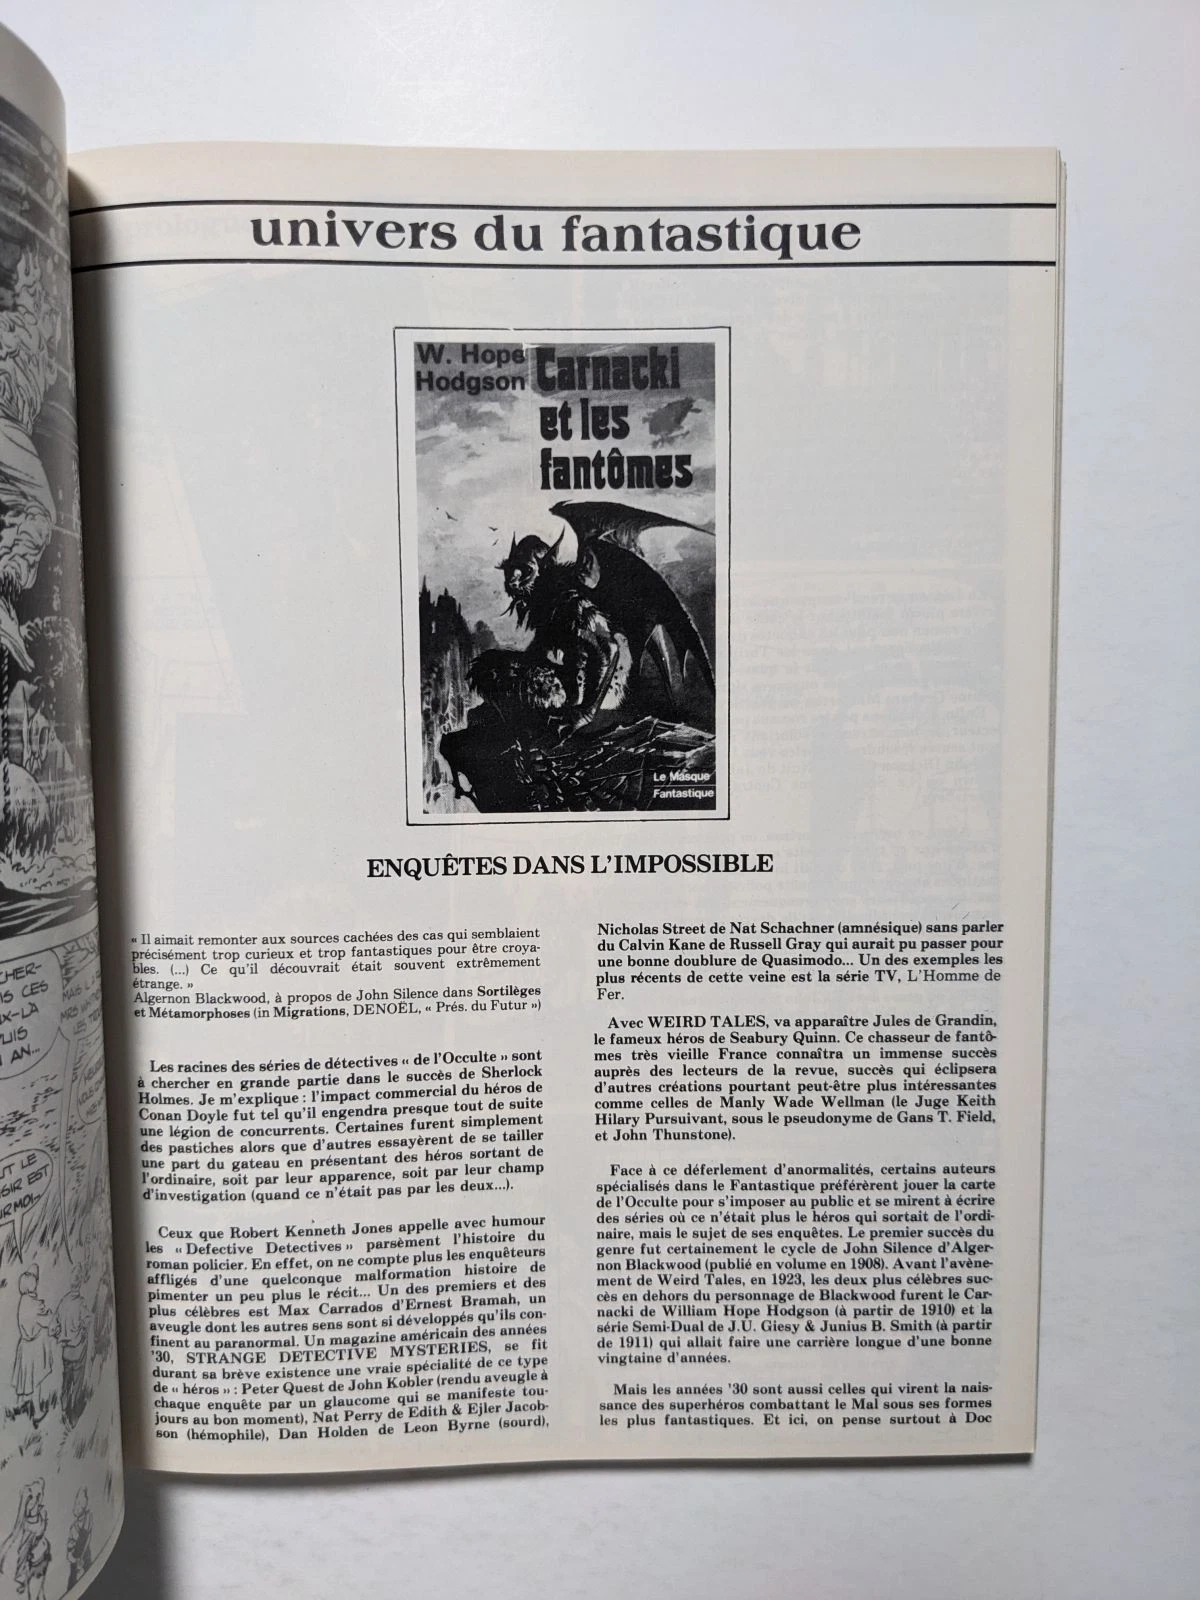 univers du fantastique
W. Hope
Hodgson
Carnacki
et les
fantômes
Le Masque
Fantastique
ENQUÊTES DANS L'IMPOSSIBLE
« Il aimait remonter aux sources cachées des cas qui semblaient
précisément trop curieux et trop fantastiques pour être croya-
bles. (...) Ce qu'il découvrait était souvent extrêmement
étrange. »
Algernon Blackwood, à propos de John Silence dans Sortilèges
et Métamorphoses (in Migrations, DENOËL, « Prés. du Futur »)
Les racines des séries de détectives « de l'Occulte » sont
à chercher en grande partie dans le succès de Sherlock
Holmes. Je m'explique : l'impact commercial du héros de
Conan Doyle fut tel qu'il engendra presque tout de suite
une légion de concurrents. Certaines furent simplement
des pastiches alors que d'autres essayèrent de se tailler
une part du gateau en présentant des héros sortant de
l'ordinaire, soit par leur apparence, soit par leur champ
d'investigation (quand ce n'était pas par les deux...).
Ceux que Robert Kenneth Jones appelle avec humour
les « Defective Detectives » parsèment l'histoire du
roman policier. En effet, on ne compte plus les enquêteurs
affligés d'une quelconque malformation histoire de
pimenter un peu plus le récit... Un des premiers et des
plus célèbres est Max Carrados d'Ernest Bramah, un
aveugle dont les autres sens sont si développés qu'ils con-
finent au paranormal. Un magazine américain des années
'30, STRANGE DETECTIVE MYSTERIES, se fit
durant sa brève existence une vraie spécialité de ce type
de « héros » : Peter Quest de John Kobler (rendu aveugle à
chaque enquête par un glaucome qui se manifeste tou-
jours au bon moment), Nat Perry de Edith & Ejler Jacob-
son (hémophile), Dan Holden de Leon Byrne (sourd),
Nicholas Street de Nat Schachner (amnésique) sans parler
du Calvin Kane de Russell Gray qui aurait pu passer pour
une bonne doublure de Quasimodo... Un des exemples les
plus récents de cette veine est la série TV, L'Homme de
Fer.
Avec WEIRD TALES, va apparaître Jules de Grandin,
le fameux héros de Seabury Quinn. Ce chasseur de fantô-
mes très vieille France connaîtra un immense succès
auprès des lecteurs de la revue, succès qui éclipsera
d'autres créations pourtant peut-être plus intéressantes
comme celles de Manly Wade Wellman (le Juge Keith
Hilary Pursuivant, sous le pseudonyme de Gans T. Field,
et John Thunstone).
Face à ce déferlement d'anormalités, certains auteurs
spécialisés dans le Fantastique préférèrent jouer la carte
de l'Occulte pour s'imposer au public et se mirent à écrire
des séries où ce n'était plus le héros qui sortait de l'ordi-
naire, mais le sujet de ses enquêtes. Le premier succès du
genre fut certainement le cycle de John Silence d'Alger-
non Blackwood (publié en volume en 1908). Avant l'avène-
ment de Weird Tales, en 1923, les deux plus célèbres suc-
cès en dehors du personnage de Blackwood furent le Car-
nacki de William Hope Hodgson (à partir de 1910) et la
série Semi-Dual de J.U. Giesy & Junius B. Smith (à partir
de 1911) qui allait faire une carrière longue d'une bonne
vingtaine d'années.
Mais les années '30 sont aussi celles qui virent la nais-
sance des superhéros combattant le Mal sous ses formes
les plus fantastiques. Et ici, on pense surtout à Doc